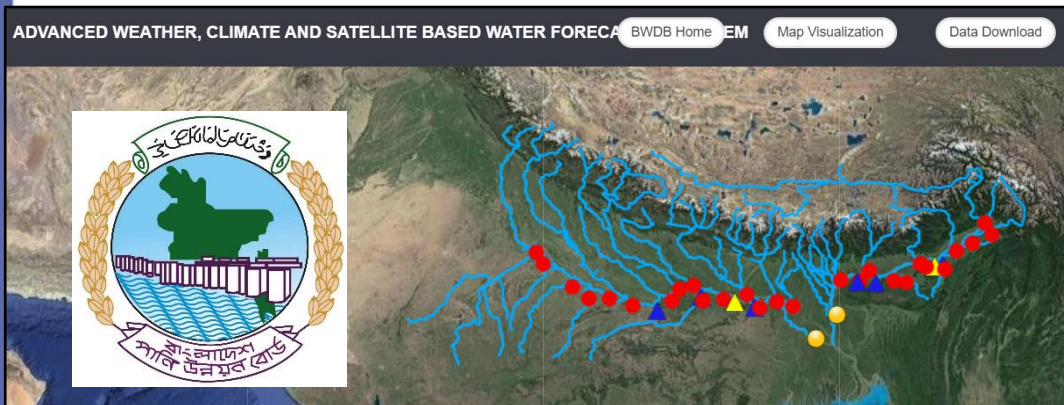 ADVANCED WEATHER, CLIMATE AND SATELLITE BASED WATER FORECA EM
BWDB Home
Map Visualization
Data Download
বাংলাদেশ
পানি উন্নয়ন বোর্ড